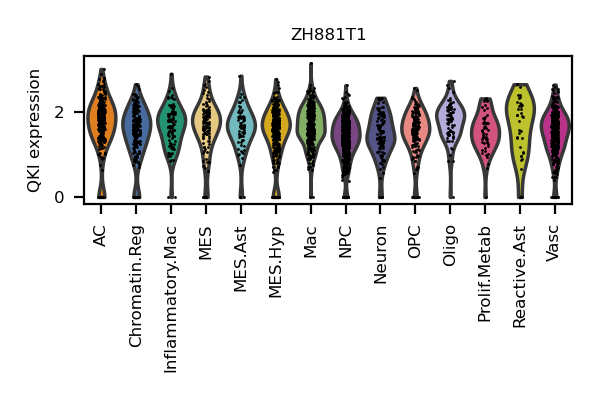 ZH881T1
QKI expression
2
0
AC
Chromatin.Reg
Inflammatory.Mac
MES
MES.Ast
MES.Hyp
Mac
NPC
Neuron
OPC
Oligo
Prolif.Metab
Reactive.Ast
Vasc